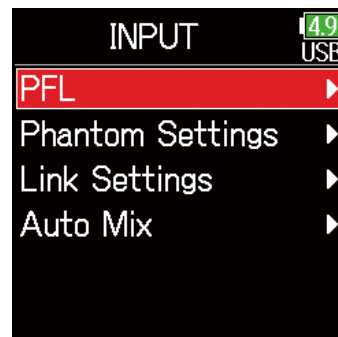 INPUT
4.9
USB
PFL
Phantom Settings
Link Settings
Auto Mix